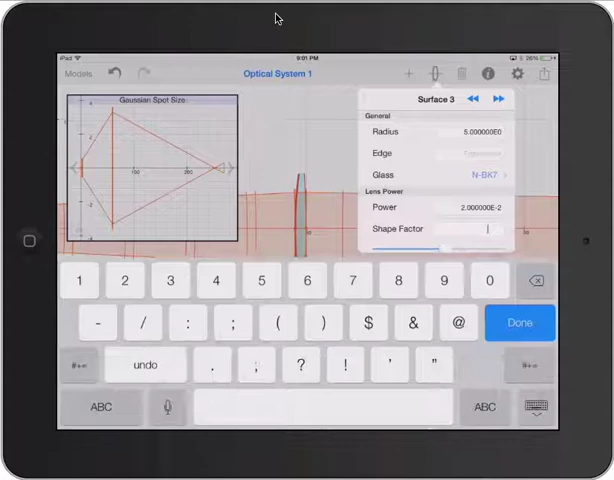 iPad 9:01 PM 26%
Models Optical System 1
Gaussian Spot Size
Surface 3
General
Radius 5.000000E0
Edge
Glass N-BK7
Lens Power
Power 2.000000E-2
Shape Factor
1 2 3 4 5 6 7 8 9 0
- / : ; ( ) $ & @ Done
#+= undo . , ? ! ' " #+=
ABC ABC